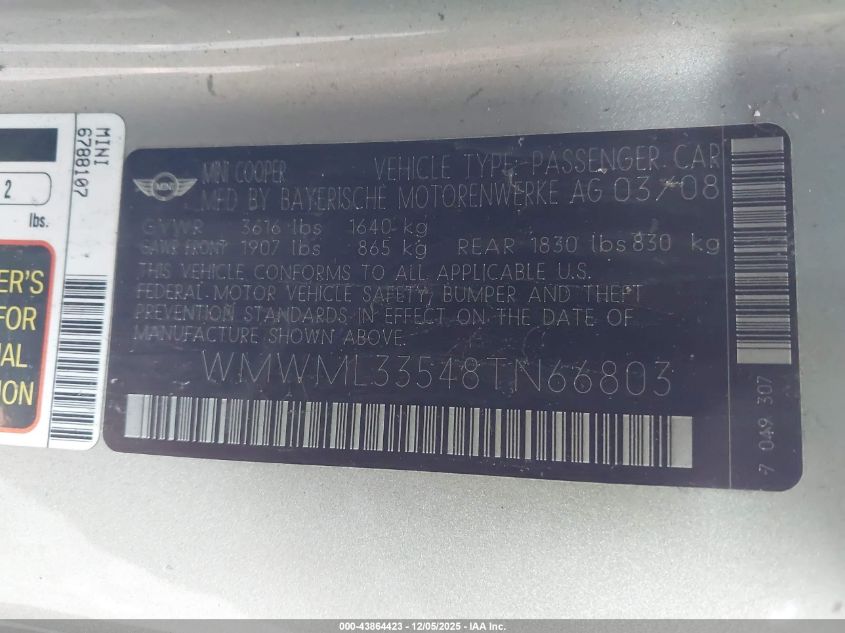 MINI
6788107
2
lbs.
ER'S
FOR
AL
ION
MINI
MINI COOPER VEHICLE TYPE-PASSENGER CAR
MFD BY BAYERISCHE MOTORENWERKE AG 03/08
GVWR 3616 lbs 1640 kg
GAWR FRONT 1907 lbs 865 kg REAR 1830 lbs 830 kg
THIS VEHICLE CONFORMS TO ALL APPLICABLE U.S.
FEDERAL MOTOR VEHICLE SAFETY, BUMPER AND THEFT
PREVENTION STANDARDS IN EFFECT ON THE DATE OF
MANUFACTURE SHOWN ABOVE.
WMWML33548TN66803
7 049 307
000-43864423 - 12/05/2025 - IAA Inc.